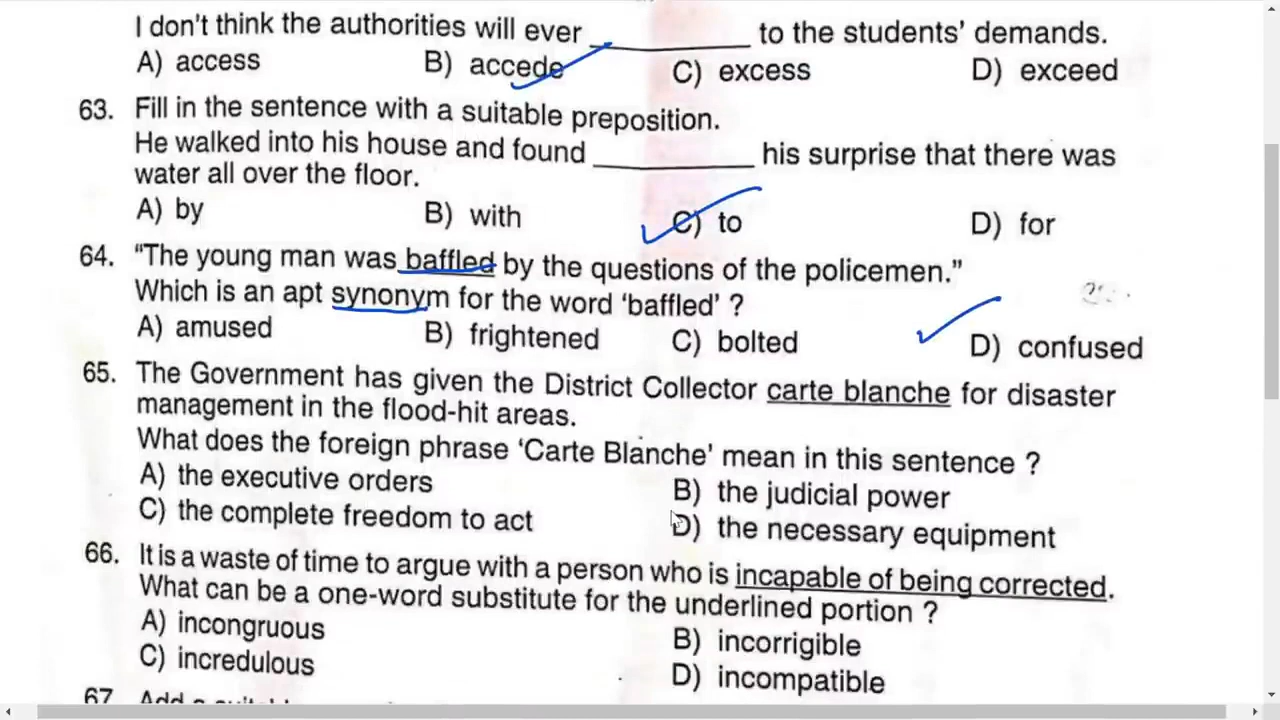 I don't think the authorities will ever __________ to the students' demands.
A) access B) accede C) excess D) exceed
63. Fill in the sentence with a suitable preposition.
He walked into his house and found __________ his surprise that there was
water all over the floor.
A) by B) with C) to D) for
64. "The young man was baffled by the questions of the policemen."
Which is an apt synonym for the word 'baffled' ?
A) amused B) frightened C) bolted D) confused
65. The Government has given the District Collector carte blanche for disaster
management in the flood-hit areas.
What does the foreign phrase 'Carte Blanche' mean in this sentence ?
A) the executive orders B) the judicial power
C) the complete freedom to act D) the necessary equipment
66. It is a waste of time to argue with a person who is incapable of being corrected.
What can be a one-word substitute for the underlined portion ?
A) incongruous B) incorrigible
C) incredulous D) incompatible
67